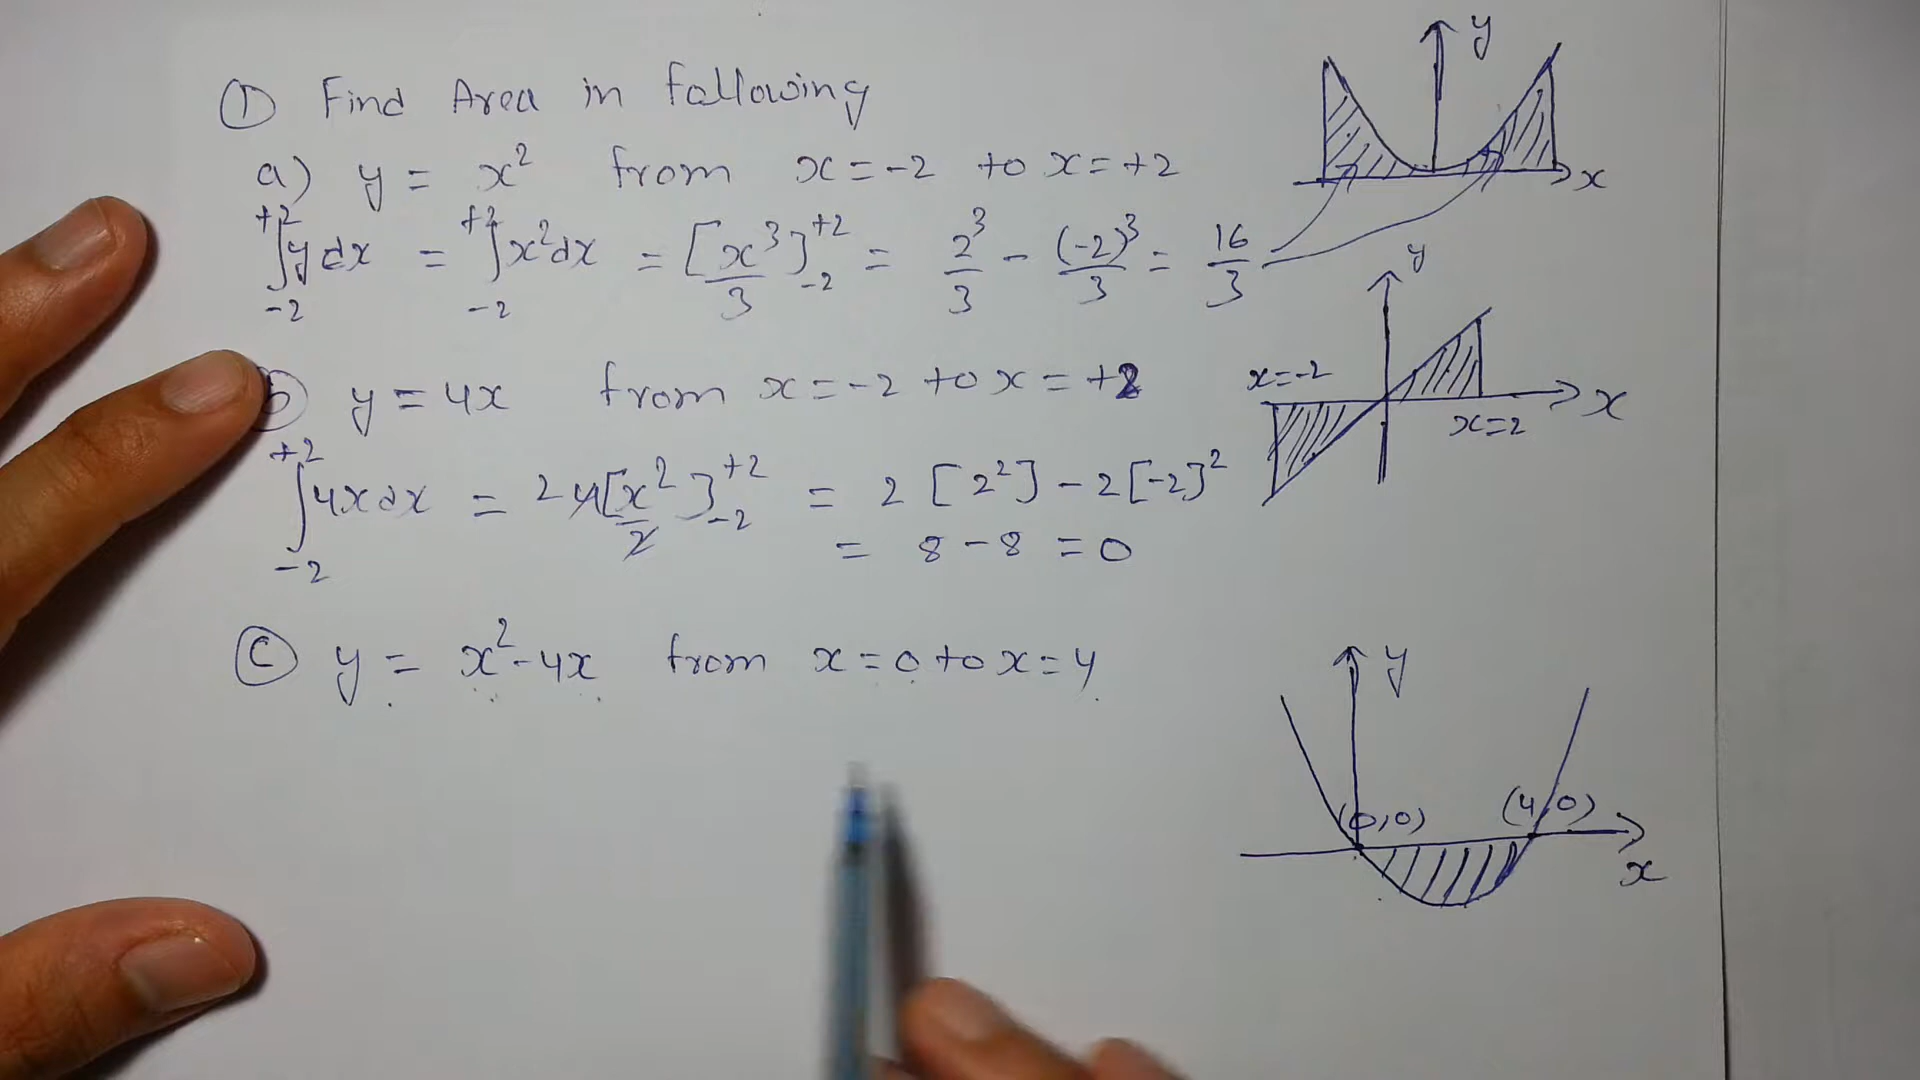 ① Find Area in following
a) y = x² from x=-2 to x=+2
∫₋₂⁺² y dx = ∫₋₂⁺² x² dx = [x³/3]₋₂⁺² = 2³/3 - (-2)³/3 = 16/3
ⓑ y = 4x from x=-2 to x=+2
∫₋₂⁺² 4x dx = 2 4[x²/2]₋₂⁺² = 2[2²] - 2[-2]²
= 8 - 8 = 0
ⓒ y = x²-4x from x=0 to x=4
y
x
y
x=-2
x
x=2
y
(0,0)
(4,0)
x